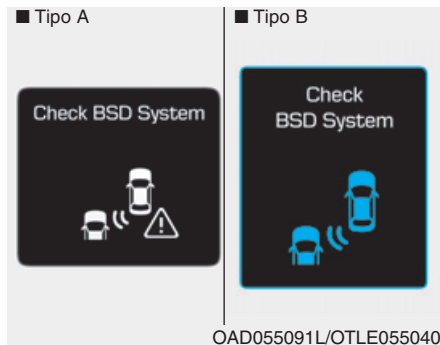 ■ Tipo A
Check BSD System
■ Tipo B
Check
BSD System
OAD055091L/OTLE055040